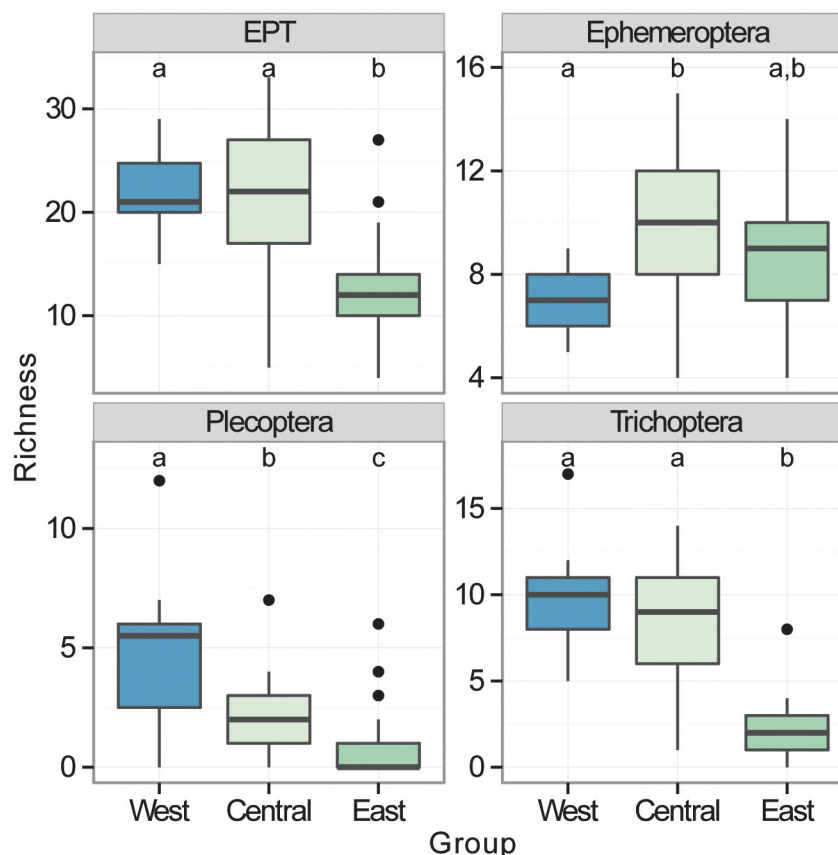 EPT
Ephemeroptera
a a b
a b a,b
30
20
10
16
12
8
4
Richness
Plecoptera
Trichoptera
a b c
a a b
10
5
0
15
10
5
0
West Central East
West Central East
Group